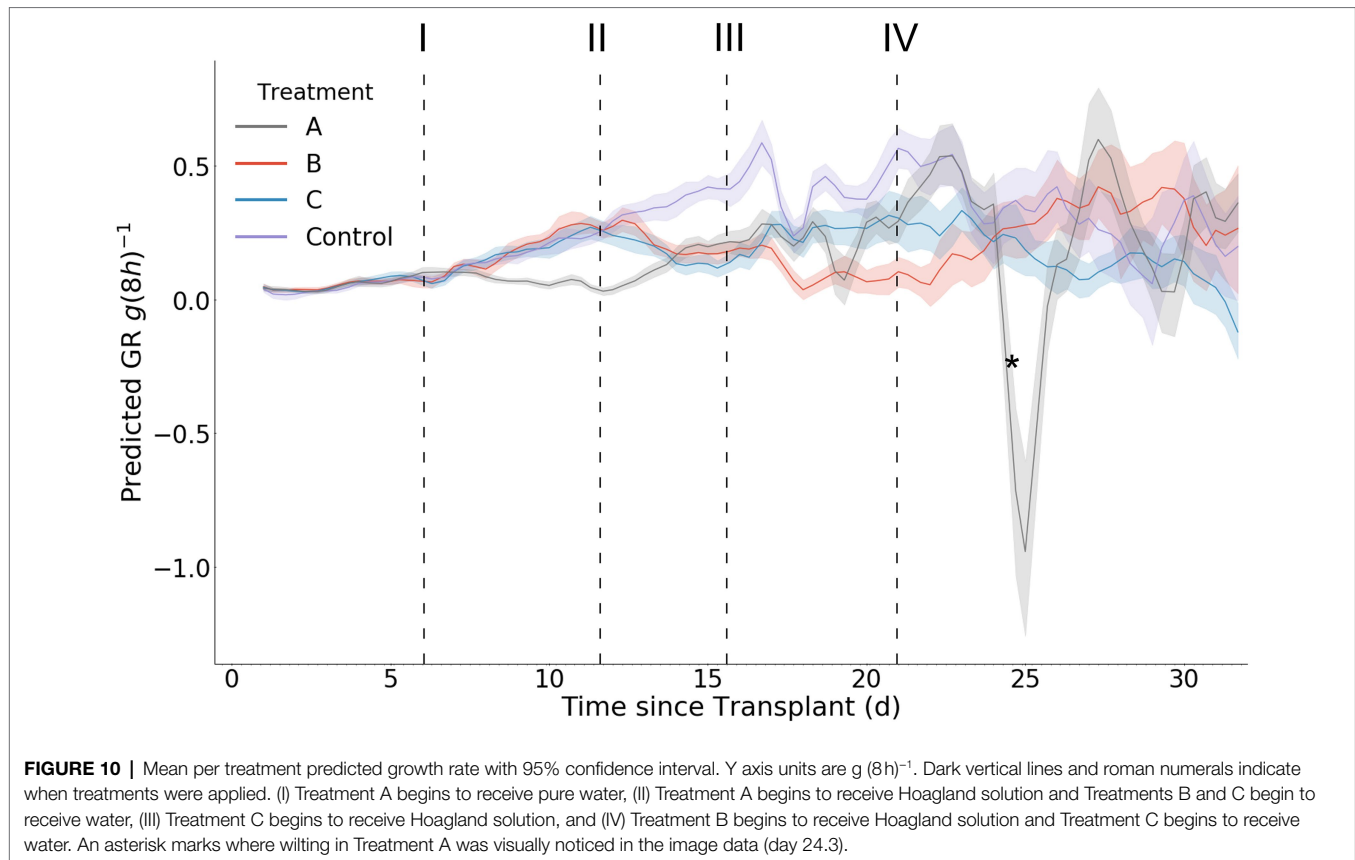 I II III IV
Treatment
A
B
C
Control
Predicted GR g(8h)⁻¹
0.5
0.0
−0.5
−1.0
*
0 5 10 15 20 25 30
Time since Transplant (d)
FIGURE 10 | Mean per treatment predicted growth rate with 95% confidence interval. Y axis units are g (8 h)⁻¹. Dark vertical lines and roman numerals indicate
when treatments were applied. (I) Treatment A begins to receive pure water, (II) Treatment A begins to receive Hoagland solution and Treatments B and C begin to
receive water, (III) Treatment C begins to receive Hoagland solution, and (IV) Treatment B begins to receive Hoagland solution and Treatment C begins to receive
water. An asterisk marks where wilting in Treatment A was visually noticed in the image data (day 24.3).